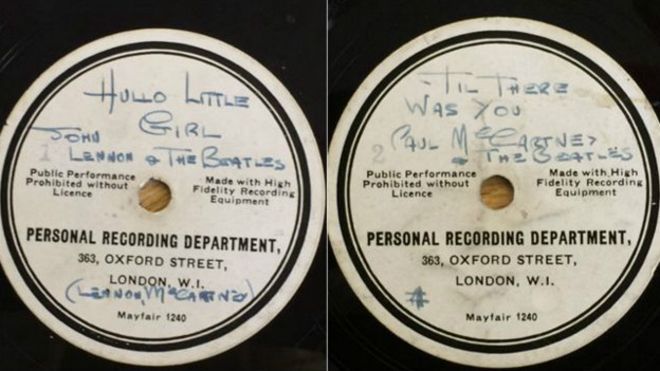 HULLO LITTLE
GIRL
JOHN
1 LENNON & THE BEATLES
Public Performance
Prohibited without
Licence
Made with High
Fidelity Recording
Equipment
PERSONAL RECORDING DEPARTMENT,
363, OXFORD STREET,
LONDON, W.I.
(LENNON, MCCARTNEY)
Mayfair 1240
'TIL THERE
WAS YOU
(PAUL MCCARTNEY
2 & THE BEATLES
Public Performance
Prohibited without
Licence
Made with High
Fidelity Recording
Equipment
PERSONAL RECORDING DEPARTMENT,
363, OXFORD STREET,
LONDON, W.I.
Mayfair 1240